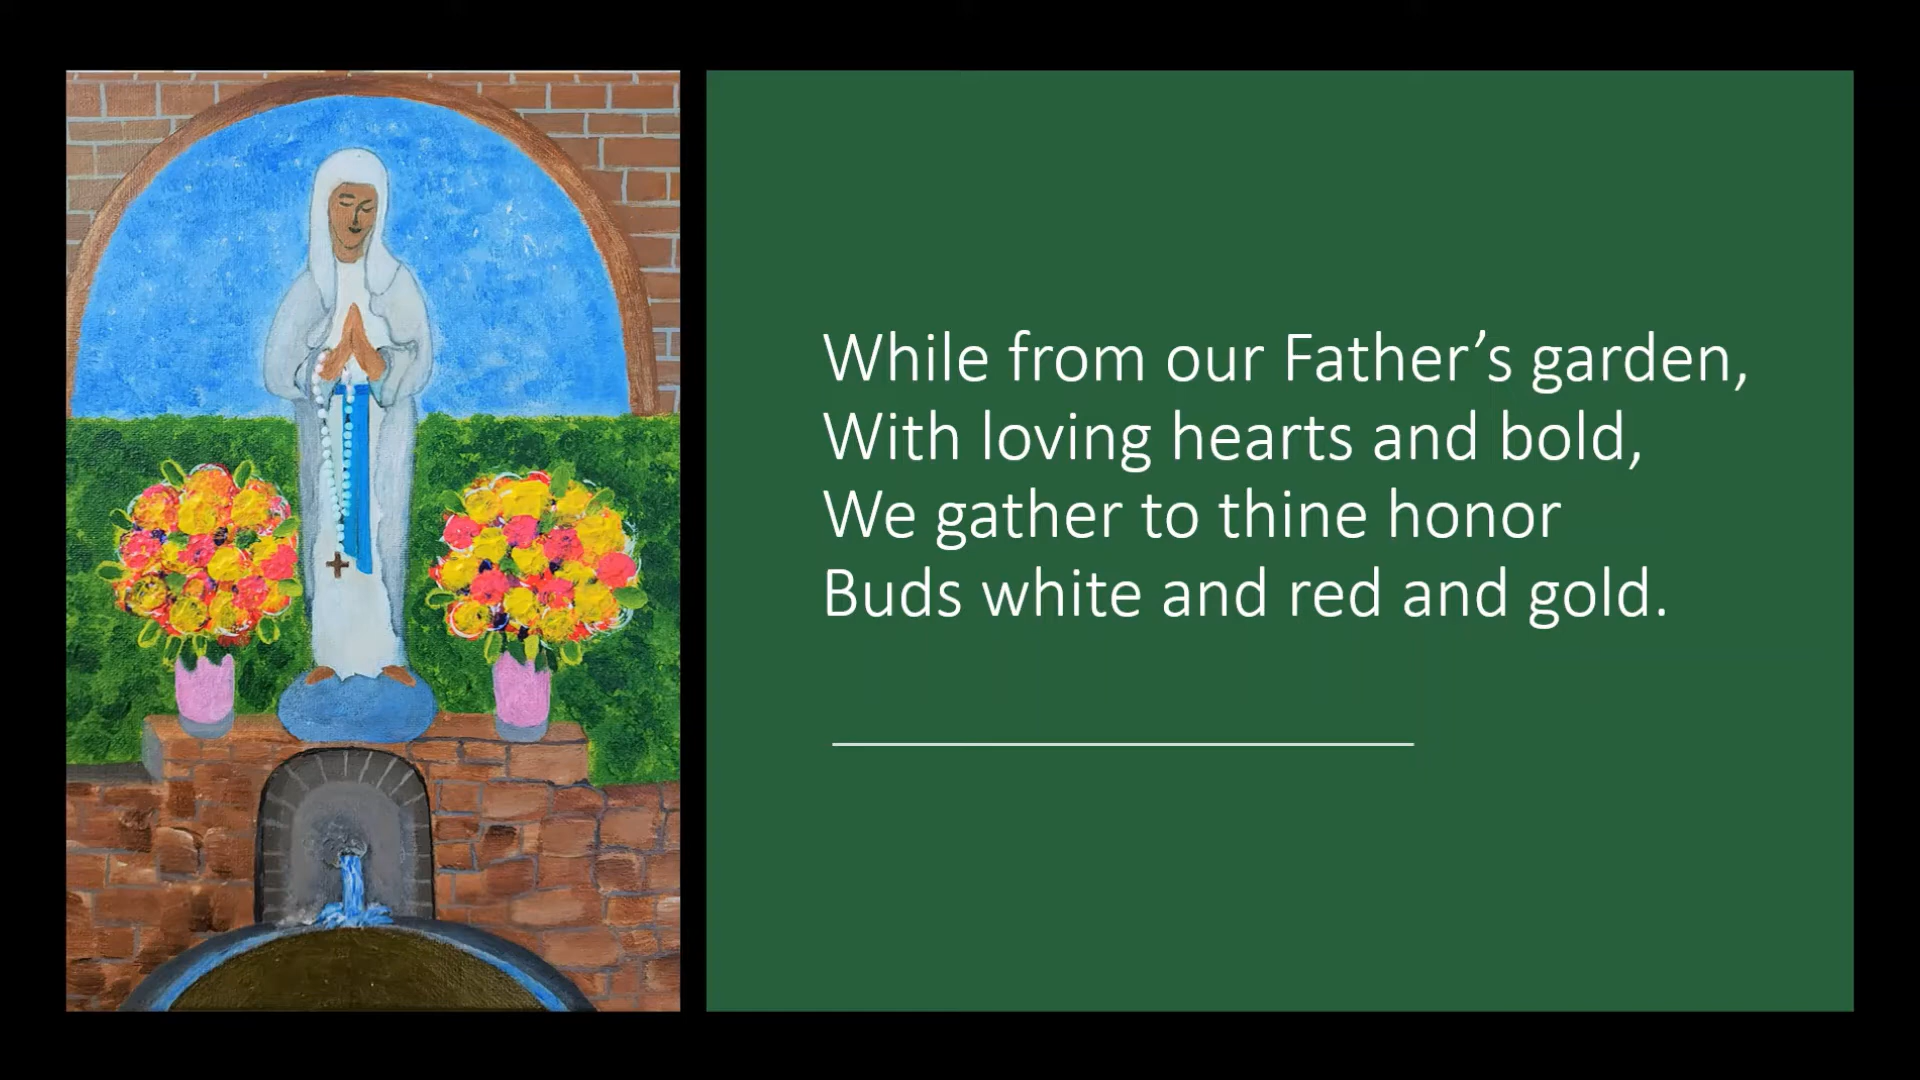 While from our Father’s garden,
With loving hearts and bold,
We gather to thine honor
Buds white and red and gold.